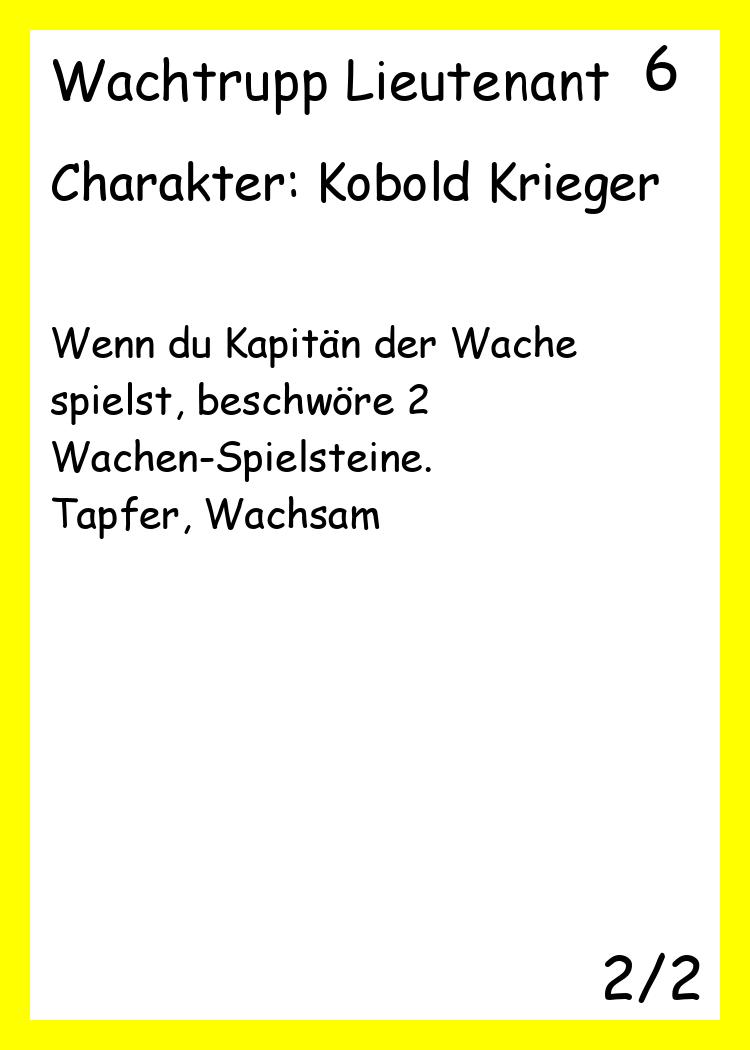 Wachtrupp Lieutenant 6
Charakter: Kobold Krieger
Wenn du Kapitän der Wache
spielst, beschwöre 2
Wachen-Spielsteine.
Tapfer, Wachsam
2/2